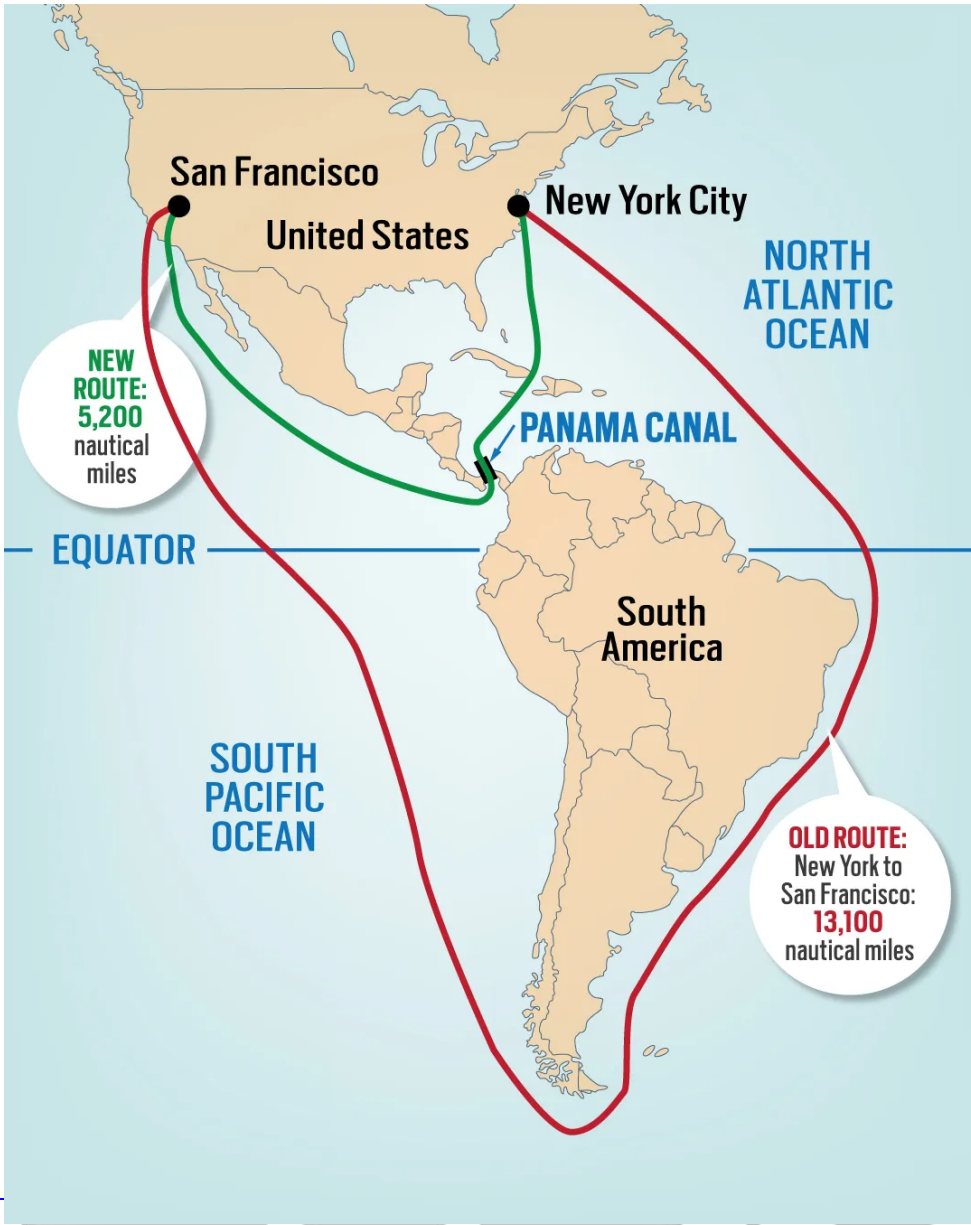 San Francisco
New York City
United States
NORTH
ATLANTIC
OCEAN
NEW
ROUTE:
5,200
nautical
miles
PANAMA CANAL
EQUATOR
South
America
SOUTH
PACIFIC
OCEAN
OLD ROUTE:
New York to
San Francisco:
13,100
nautical miles